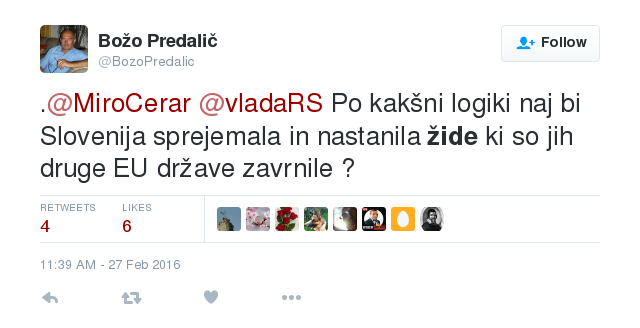 Božo Predalič
@BozoPredalic
Follow
.@MiroCerar @vladaRS Po kakšni logiki naj bi
Slovenija sprejemala in nastanila žide ki so jih
druge EU države zavrnile ?
RETWEETS LIKES
4 6
11:39 AM - 27 Feb 2016